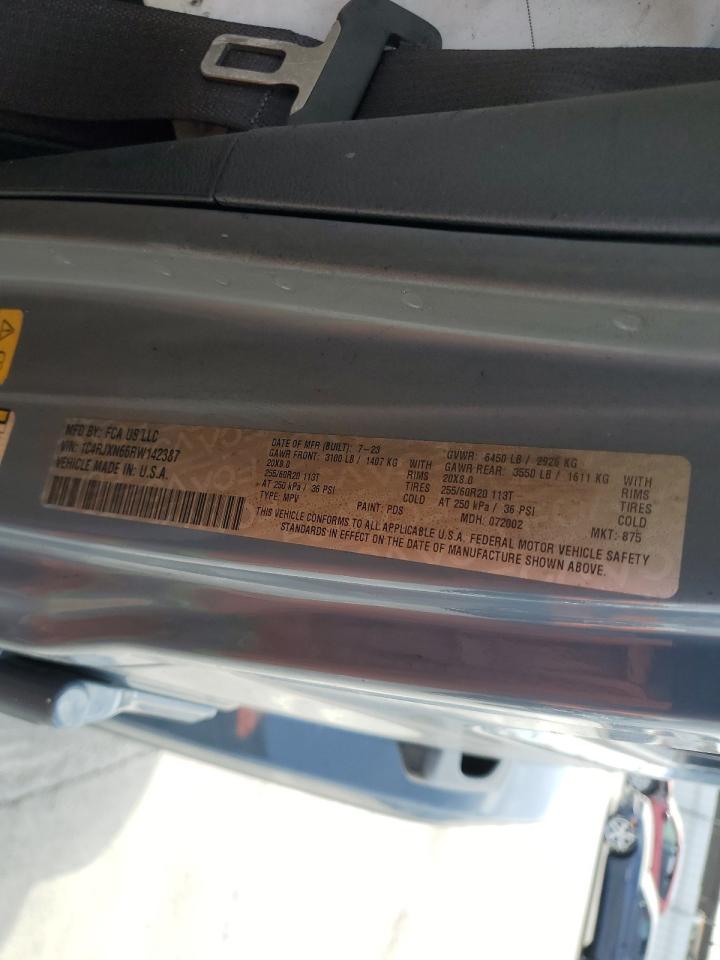 MFD BY: FCA US LLC
VIN: 1C4RJXN66RW142387
VEHICLE MADE IN: U.S.A.
DATE OF MFR (BUILT): 7-23 GVWR: 6450 LB / 2926 KG
GAWR FRONT: 3100 LB / 1407 KG WITH GAWR REAR: 3550 LB / 1611 KG WITH
20X8.0 RIMS 20X8.0 RIMS
255/60R20 113T TIRES 255/60R20 113T TIRES
AT 250 kPa / 36 PSI COLD AT 250 kPa / 36 PSI COLD
TYPE: MPV PAINT: PDS MDH: 072002 MKT: 875
THIS VEHICLE CONFORMS TO ALL APPLICABLE U.S.A. FEDERAL MOTOR VEHICLE SAFETY
STANDARDS IN EFFECT ON THE DATE OF MANUFACTURE SHOWN ABOVE.